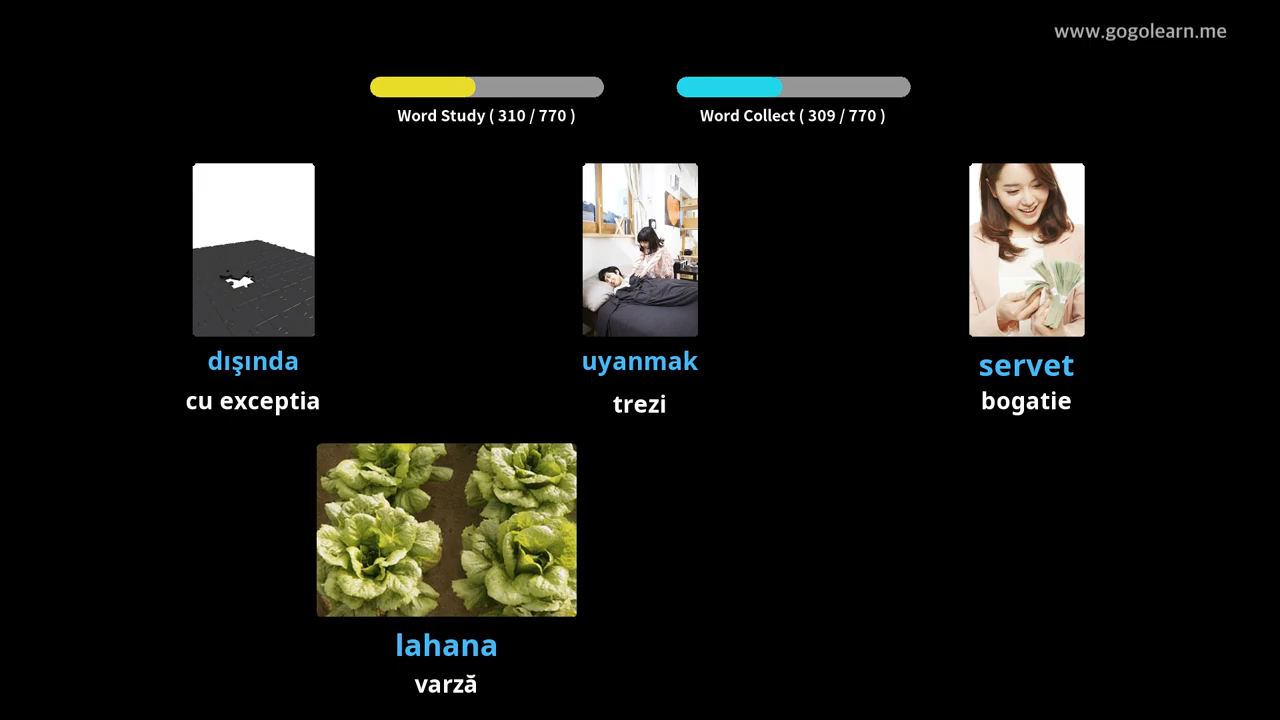 www.gogolearn.me
Word Study ( 310 / 770 )
Word Collect ( 309 / 770 )
dışında
cu exceptia
uyanmak
trezi
servet
bogatie
lahana
varză